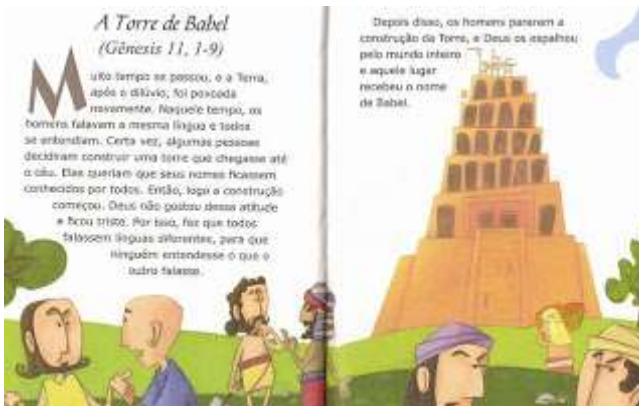 A Torre de Babel
(Gênesis 11, 1-9)
Muito tempo se passou, e a Terra,
após o dilúvio, foi povoada
novamente. Naquele tempo, os
homens falavam a mesma língua e todos
se entendiam. Certa vez, algumas pessoas
decidiram construir uma torre que chegasse até
o céu. Elas queriam que seus nomes ficassem
conhecidos por todos. Então, logo a construção
começou. Deus não gostou dessa atitude
e ficou triste. Por isso, fez que todos
falassem línguas diferentes, para que
ninguém entendesse o que o
outro falasse.
Depois disso, os homens pararam a
construção da Torre, e Deus os espalhou
pelo mundo inteiro
e aquele lugar
recebeu o nome
de Babel.